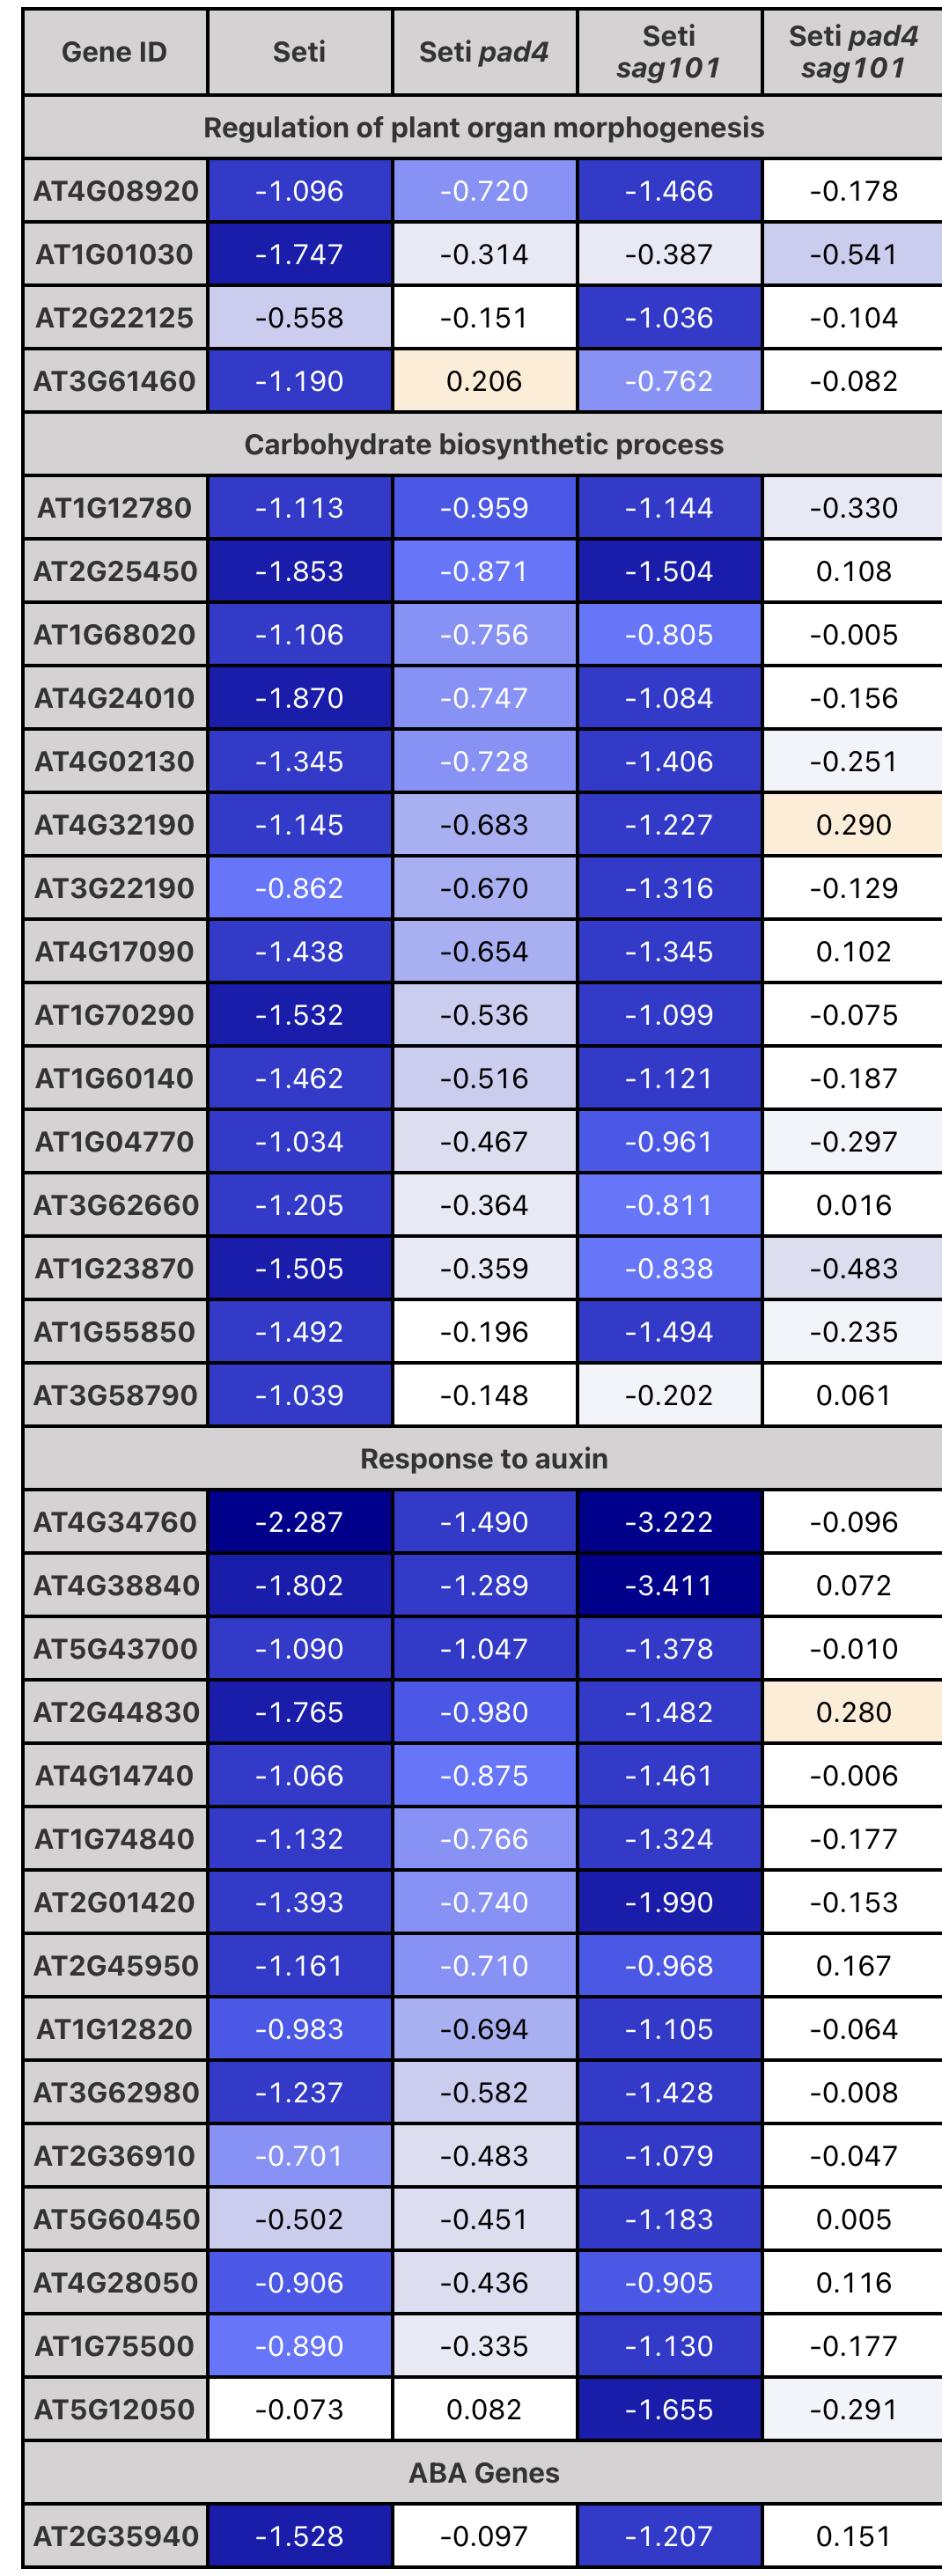 Gene ID Seti Seti pad4 Seti sag101 Seti pad4 sag101
Regulation of plant organ morphogenesis
AT4G08920 -1.096 -0.720 -1.466 -0.178
AT1G01030 -1.747 -0.314 -0.387 -0.541
AT2G22125 -0.558 -0.151 -1.036 -0.104
AT3G61460 -1.190 0.206 -0.762 -0.082
Carbohydrate biosynthetic process
AT1G12780 -1.113 -0.959 -1.144 -0.330
AT2G25450 -1.853 -0.871 -1.504 0.108
AT1G68020 -1.106 -0.756 -0.805 -0.005
AT4G24010 -1.870 -0.747 -1.084 -0.156
AT4G02130 -1.345 -0.728 -1.406 -0.251
AT4G32190 -1.145 -0.683 -1.227 0.290
AT3G22190 -0.862 -0.670 -1.316 -0.129
AT4G17090 -1.438 -0.654 -1.345 0.102
AT1G70290 -1.532 -0.536 -1.099 -0.075
AT1G60140 -1.462 -0.516 -1.121 -0.187
AT1G04770 -1.034 -0.467 -0.961 -0.297
AT3G62660 -1.205 -0.364 -0.811 0.016
AT1G23870 -1.505 -0.359 -0.838 -0.483
AT1G55850 -1.492 -0.196 -1.494 -0.235
AT3G58790 -1.039 -0.148 -0.202 0.061
Response to auxin
AT4G34760 -2.287 -1.490 -3.222 -0.096
AT4G38840 -1.802 -1.289 -3.411 0.072
AT5G43700 -1.090 -1.047 -1.378 -0.010
AT2G44830 -1.765 -0.980 -1.482 0.280
AT4G14740 -1.066 -0.875 -1.461 -0.006
AT1G74840 -1.132 -0.766 -1.324 -0.177
AT2G01420 -1.393 -0.740 -1.990 -0.153
AT2G45950 -1.161 -0.710 -0.968 0.167
AT1G12820 -0.983 -0.694 -1.105 -0.064
AT3G62980 -1.237 -0.582 -1.428 -0.008
AT2G36910 -0.701 -0.483 -1.079 -0.047
AT5G60450 -0.502 -0.451 -1.183 0.005
AT4G28050 -0.906 -0.436 -0.905 0.116
AT1G75500 -0.890 -0.335 -1.130 -0.177
AT5G12050 -0.073 0.082 -1.655 -0.291
ABA Genes
AT2G35940 -1.528 -0.097 -1.207 0.151